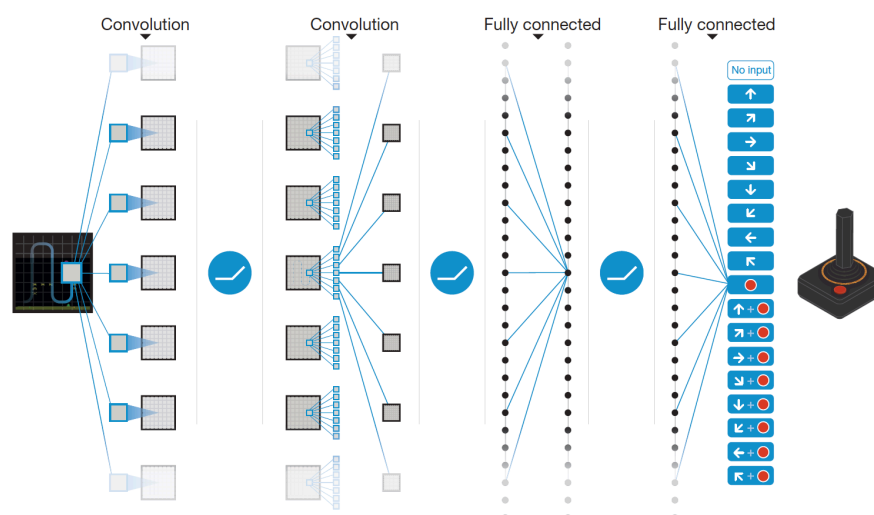 Convolution
Convolution
Fully connected
Fully connected
No input
+
+
+
+
+
+
+
+